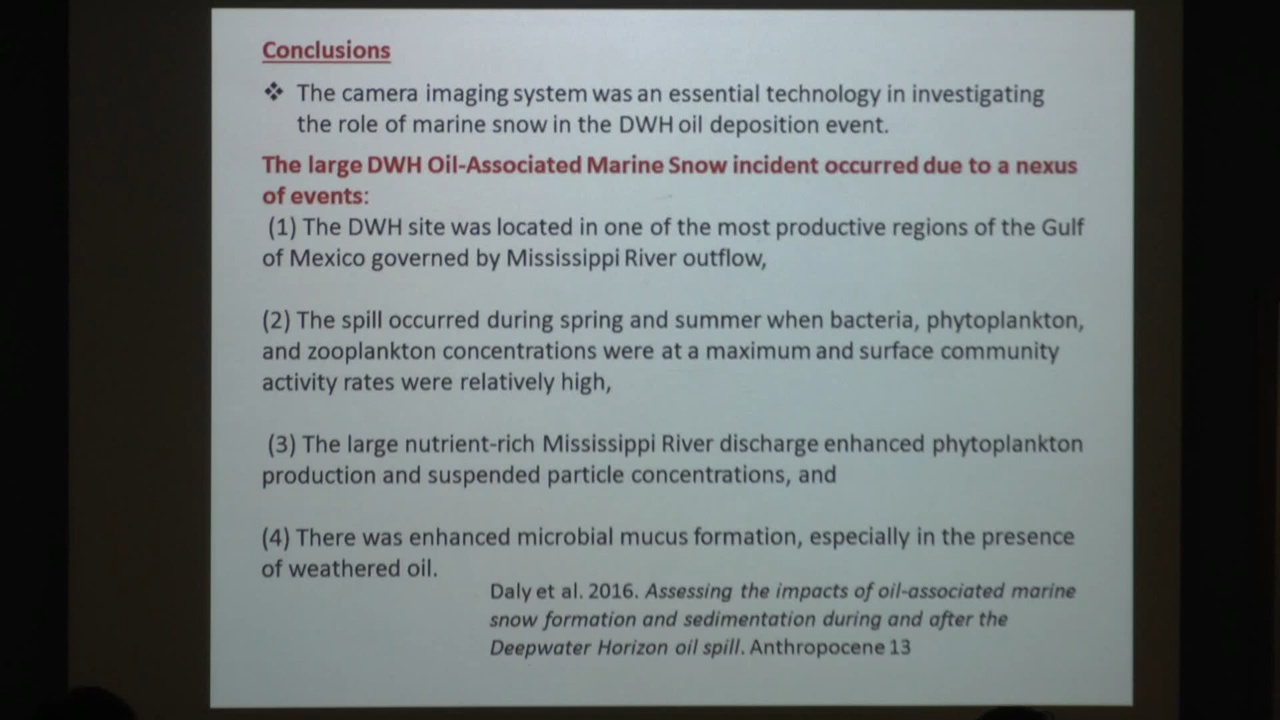 Conclusions
❖ The camera imaging system was an essential technology in investigating
the role of marine snow in the DWH oil deposition event.
The large DWH Oil-Associated Marine Snow incident occurred due to a nexus
of events:
(1) The DWH site was located in one of the most productive regions of the Gulf
of Mexico governed by Mississippi River outflow,
(2) The spill occurred during spring and summer when bacteria, phytoplankton,
and zooplankton concentrations were at a maximum and surface community
activity rates were relatively high,
(3) The large nutrient-rich Mississippi River discharge enhanced phytoplankton
production and suspended particle concentrations, and
(4) There was enhanced microbial mucus formation, especially in the presence
of weathered oil.
Daly et al. 2016. Assessing the impacts of oil-associated marine
snow formation and sedimentation during and after the
Deepwater Horizon oil spill. Anthropocene 13